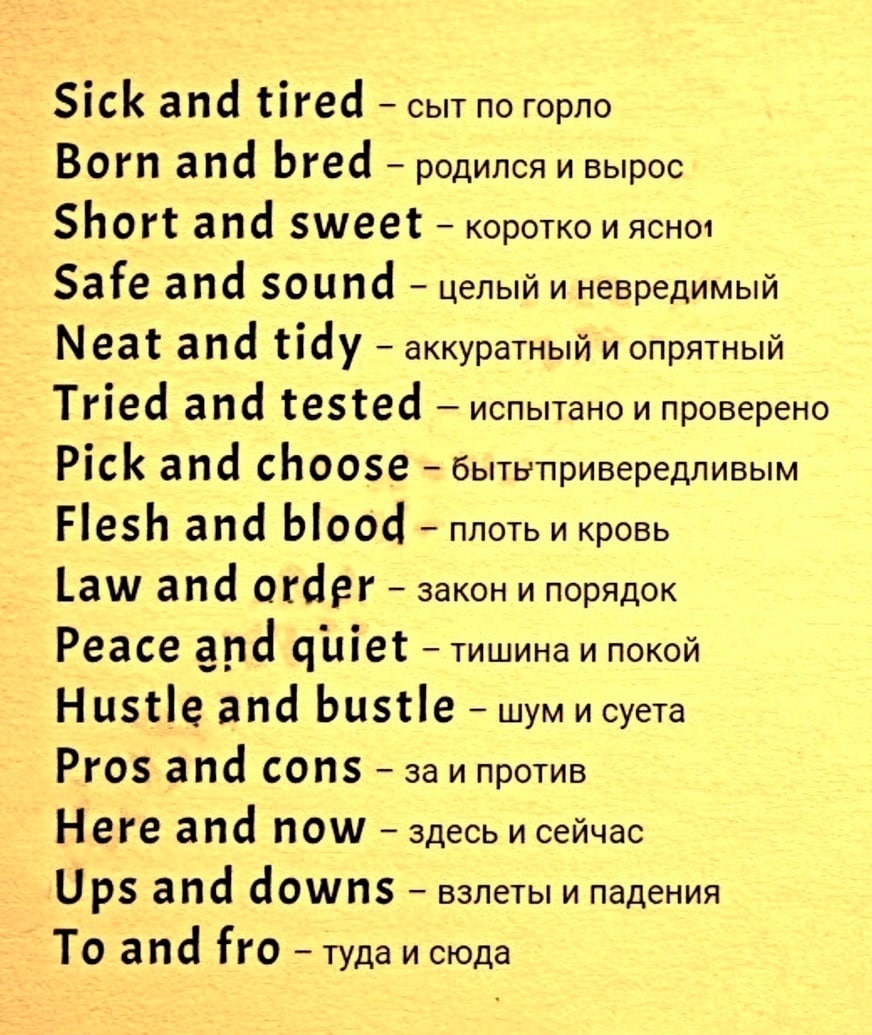 Sick and tired – сыт по горло
Born and bred – родился и вырос
Short and sweet – коротко и ясно
Safe and sound – целый и невредимый
Neat and tidy – аккуратный и опрятный
Tried and tested – испытано и проверено
Pick and choose – быть привередливым
Flesh and blood – плоть и кровь
Law and order – закон и порядок
Peace and quiet – тишина и покой
Hustle and bustle – шум и суета
Pros and cons – за и против
Here and now – здесь и сейчас
Ups and downs – взлеты и падения
To and fro – туда и сюда